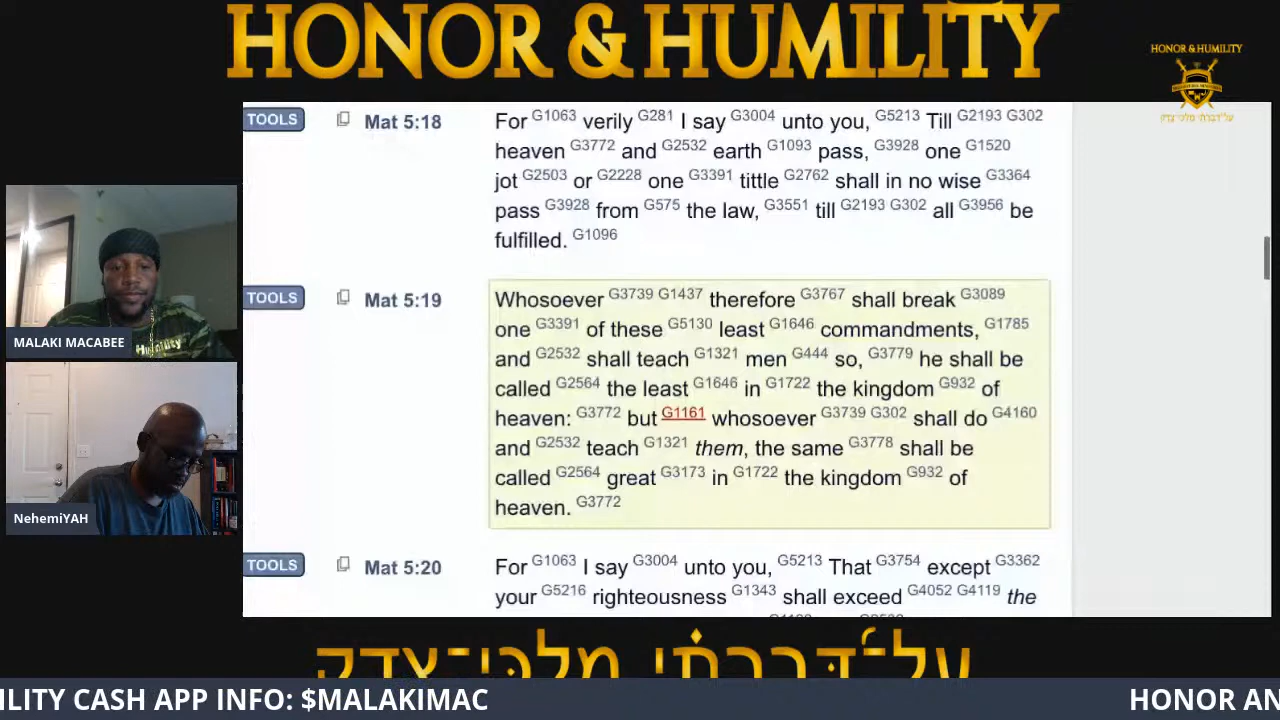 HONOR & HUMILITY
HONOR & HUMILITY
על־דברתי מלכי־צדק
TOOLS
Mat 5:18
For G1063 verily G281 I say G3004 unto you, G5213 Till G2193 G302
heaven G3772 and G2532 earth G1093 pass, G3928 one G1520
jot G2503 or G2228 one G3391 tittle G2762 shall in no wise G3364
pass G3928 from G575 the law, G3551 till G2193 G302 all G3956 be
fulfilled. G1096
TOOLS
Mat 5:19
Whosoever G3739 G1437 therefore G3767 shall break G3089
one G3391 of these G5130 least G1646 commandments, G1785
and G2532 shall teach G1321 men G444 so, G3779 he shall be
called G2564 the least G1646 in G1722 the kingdom G932 of
heaven: G3772 but G1161 whosoever G3739 G302 shall do G4160
and G2532 teach G1321 them, the same G3778 shall be
called G2564 great G3173 in G1722 the kingdom G932 of
heaven. G3772
TOOLS
Mat 5:20
For G1063 I say G3004 unto you, G5213 That G3754 except G3362
your G5216 righteousness G1343 shall exceed G4052 G4119 the
MALAKI MACABEE
NehemiYAH
על־דִּבְרָתִ֗י מלכי־צדק
ILITY CASH APP INFO: $MALAKIMAC
HONOR AN